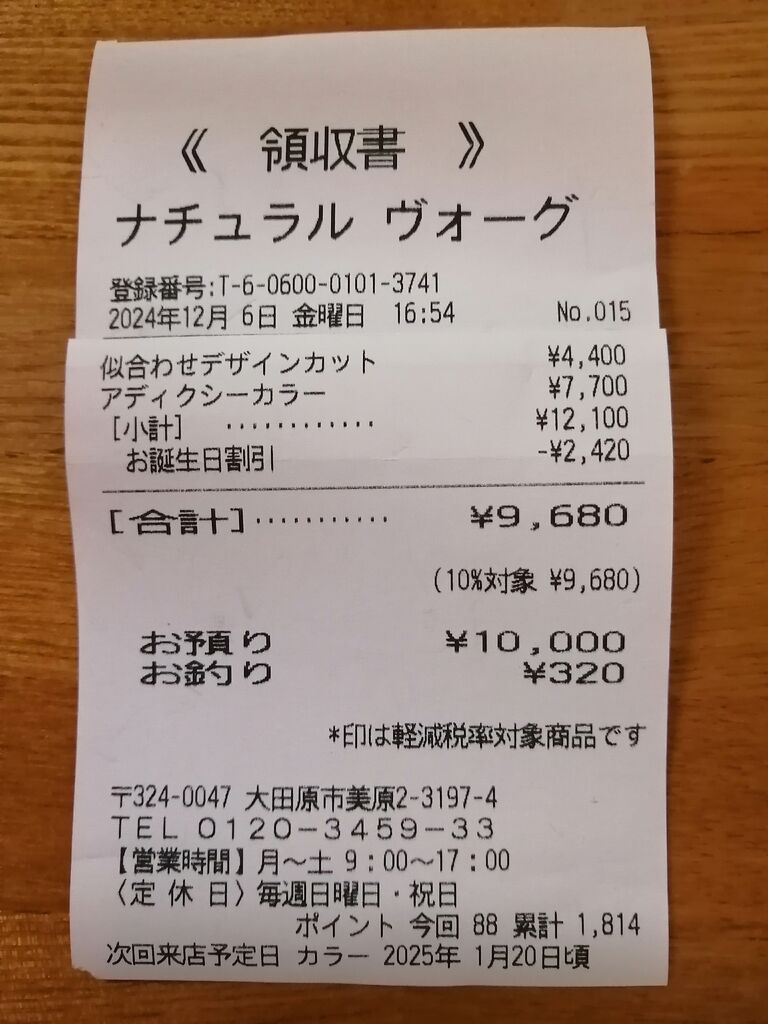 《 領収書 》
ナチュラル ヴォーグ
登録番号:T-6-0600-0101-3741
2024年12月 6日 金曜日 16:54 No.015
似合わせデザインカット ¥4,400
アディクシーカラー ¥7,700
[小計] ············ ¥12,100
お誕生日割引 -¥2,420
[合計]··········· ¥9,680
(10%対象 ¥9,680)
お預り ¥10,000
お釣り ¥320
*印は軽減税率対象商品です
〒324-0047 大田原市美原2-3197-4
TEL 0120-3459-33
【営業時間】月~土 9:00~17:00
〈定 休 日〉毎週日曜日・祝日
ポイント 今回 88 累計 1,814
次回来店予定日 カラー 2025年 1月20日頃